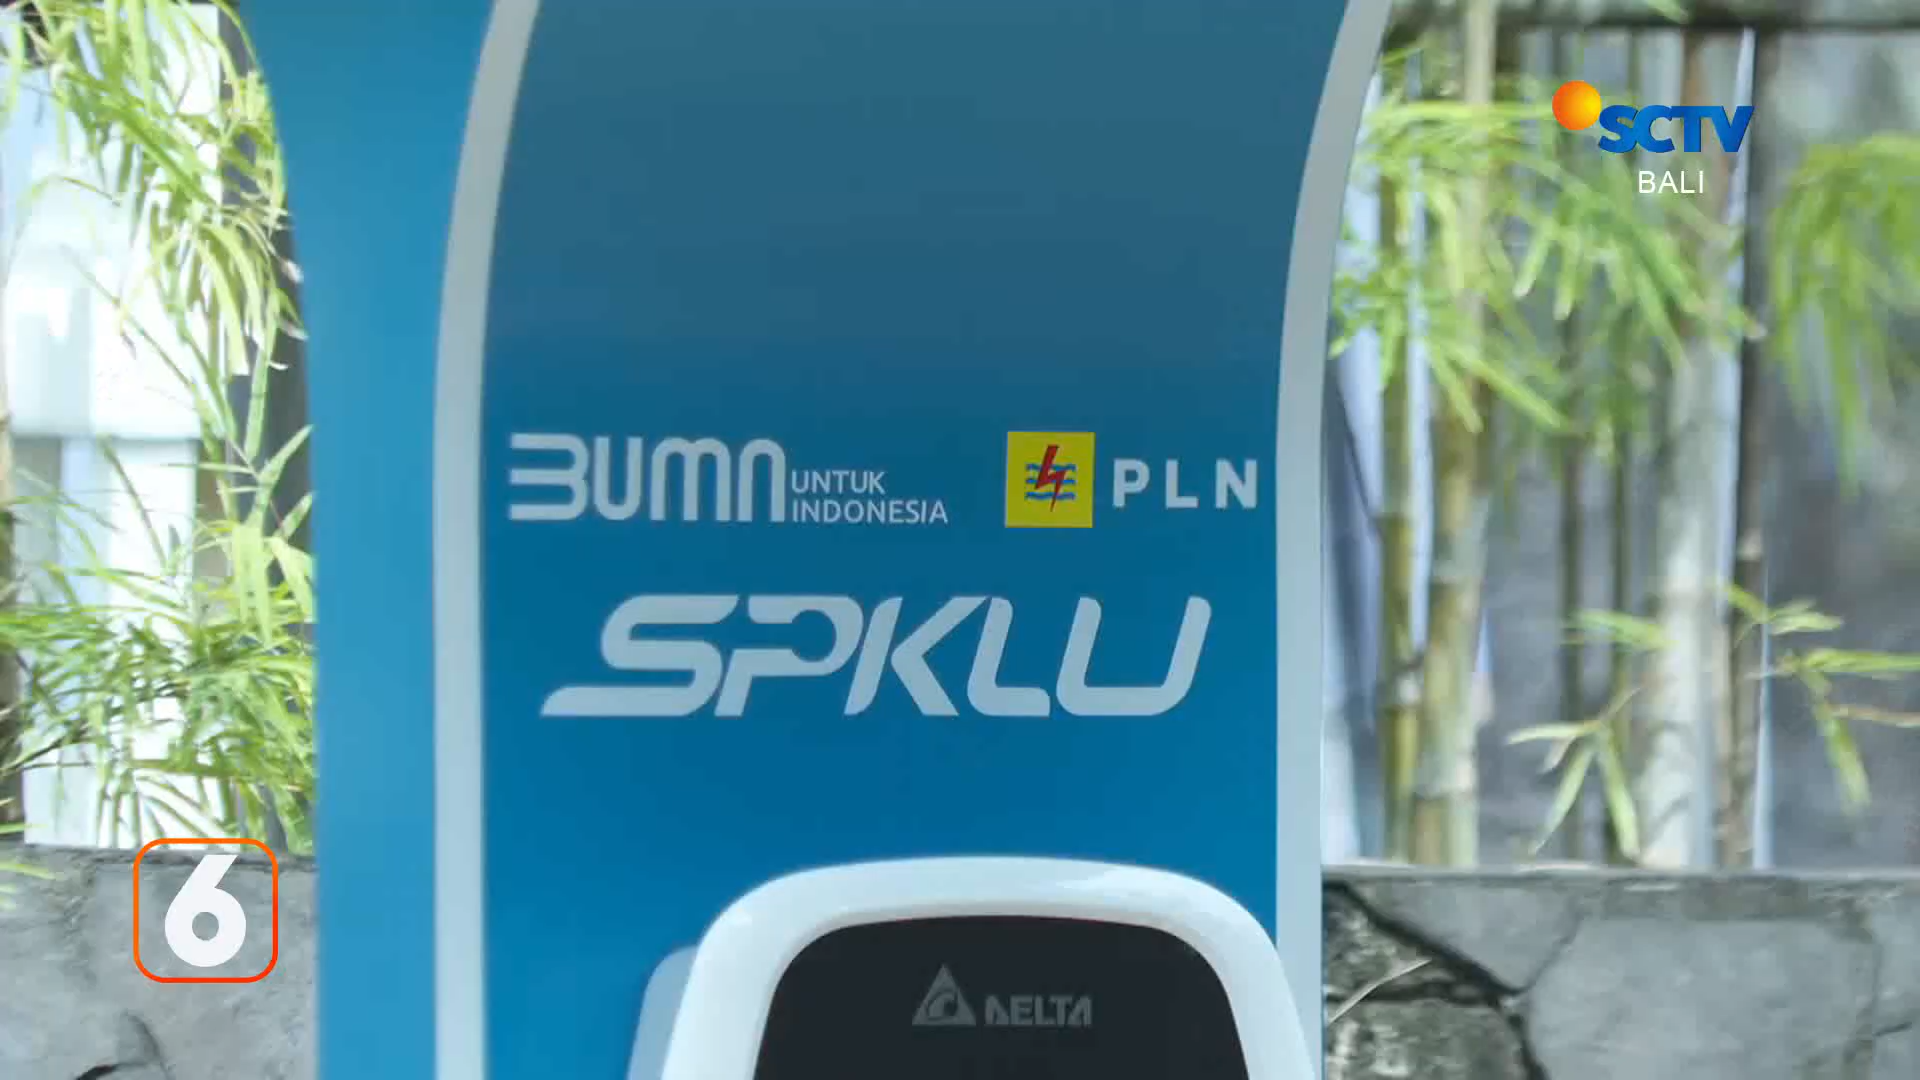 SCTV
BALI
BUMN UNTUK INDONESIA
PLN
SPKLU
6
DELTA